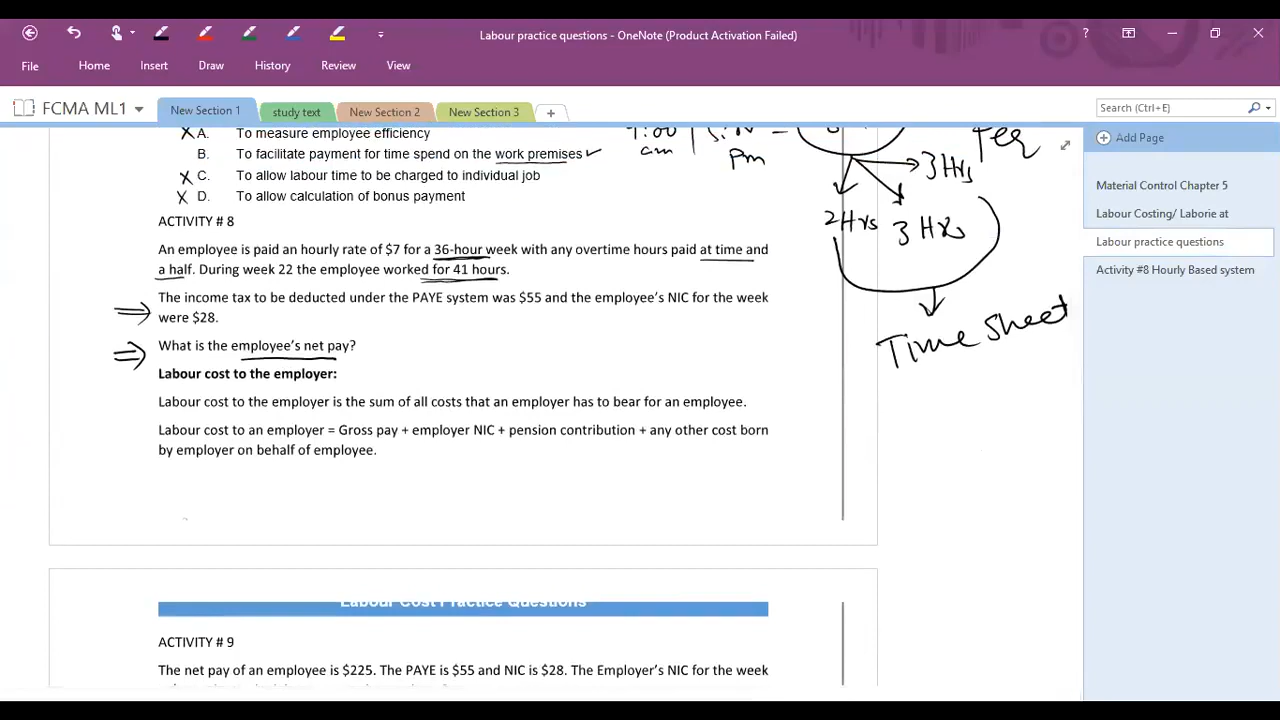 Labour practice questions - OneNote (Product Activation Failed)
?
File Home Insert Draw History Review View
FCMA ML1 New Section 1 study text New Section 2 New Section 3 Search (Ctrl+E)
Add Page
Material Control Chapter 5
Labour Costing/ Laborie at
Labour practice questions
Activity #8 Hourly Based system
X A. To measure employee efficiency
B. To facilitate payment for time spend on the work premises ✓
X C. To allow labour time to be charged to individual job
X D. To allow calculation of bonus payment
am pm
3 Hrs
2 Hrs 3 Hrs
Time Sheet
ACTIVITY # 8
An employee is paid an hourly rate of $7 for a 36-hour week with any overtime hours paid at time and
a half. During week 22 the employee worked for 41 hours.
The income tax to be deducted under the PAYE system was $55 and the employee's NIC for the week
were $28.
What is the employee's net pay?
Labour cost to the employer:
Labour cost to the employer is the sum of all costs that an employer has to bear for an employee.
Labour cost to an employer = Gross pay + employer NIC + pension contribution + any other cost born
by employer on behalf of employee.
Labour Cost Practice Questions
ACTIVITY # 9
The net pay of an employee is $225. The PAYE is $55 and NIC is $28. The Employer's NIC for the week